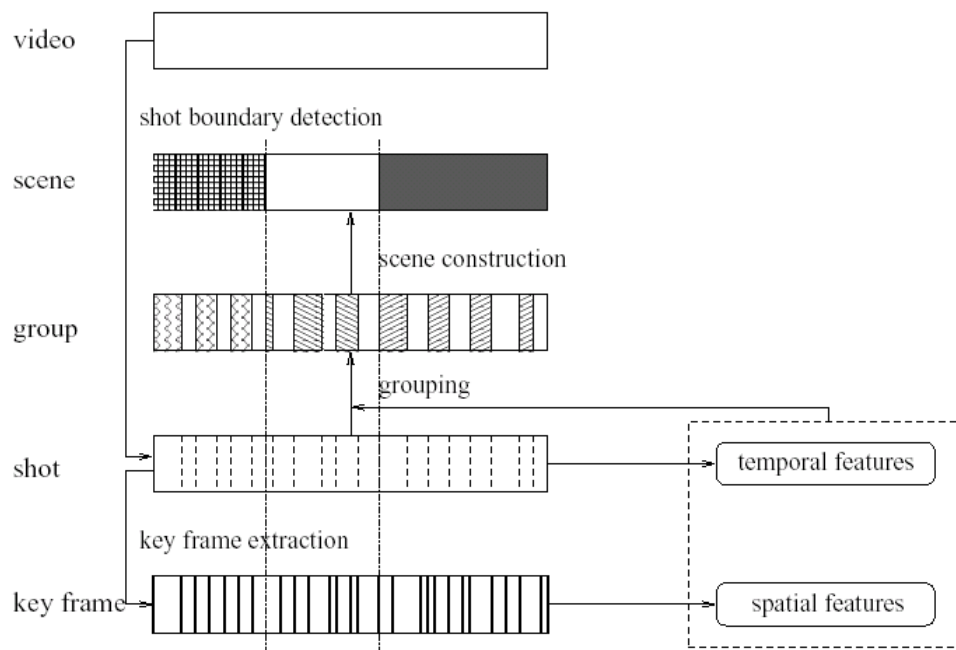 video
shot boundary detection
scene
scene construction
group
grouping
shot
temporal features
key frame extraction
key frame
spatial features